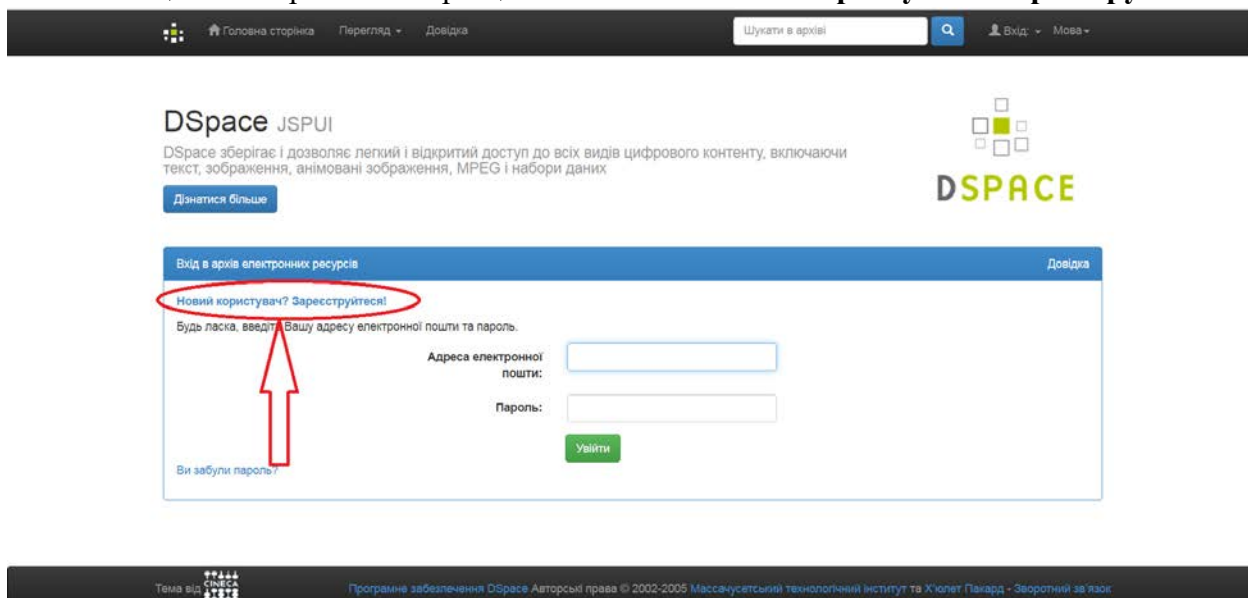 Головна сторінка Перегляд Довідка Шукати в архіві Вхід: Мова
DSpace JSPUI
DSpace зберігає і дозволяє легкий і відкритий доступ до всіх видів цифрового контенту, включаючи
текст, зображення, анімовані зображення, MPEG і набори даних
DSPACE
Дізнатися більше
Вхід в архів електронних ресурсів Довідка
Новий користувач? Зареєструйтеся!
Будь ласка, введіть Вашу адресу електронної пошти та пароль.
Адреса електронної
пошти:
Пароль:
Увійти
Ви забули пароль?
Тема від CINECA Програмне забезпечення DSpace Авторські права © 2002-2005 Массачусетський технологічний інститут та Х'юлет Пакард - Зворотний зв'язок